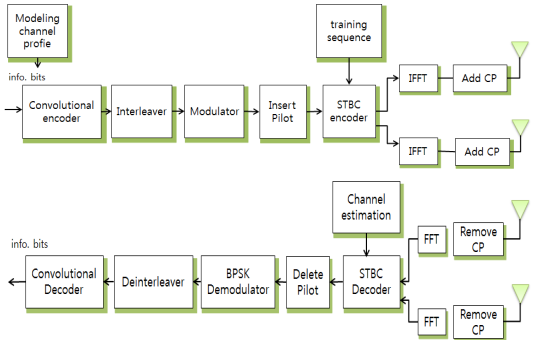 Modeling
channel
profie
training
sequence
info. bits
Convolutional
encoder
Interleaver
Modulator
Insert
Pilot
STBC
encoder
IFFT
Add CP
IFFT
Add CP
Channel
estimation
info. bits
Convolutional
Decoder
Deinterleaver
BPSK
Demodulator
Delete
Pilot
STBC
Decoder
FFT
Remove
CP
FFT
Remove
CP